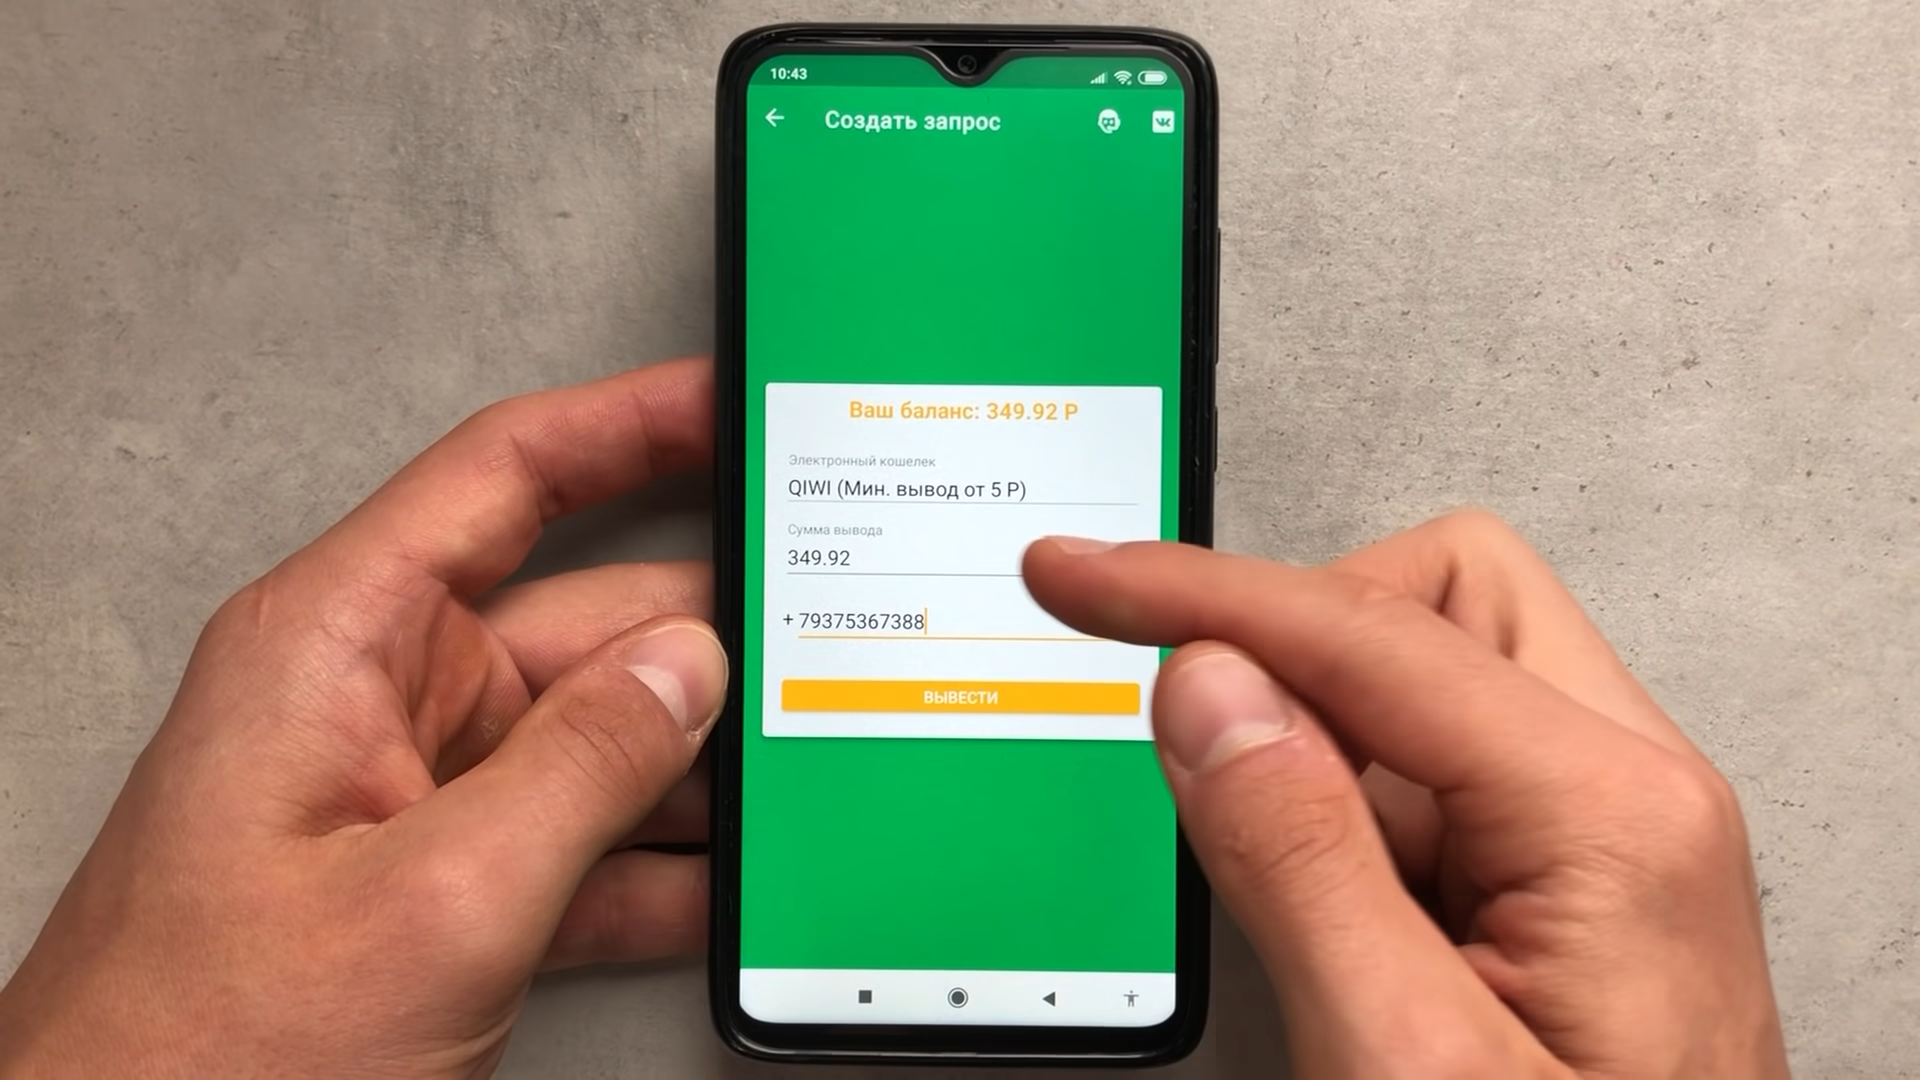 10:43
Создать запрос
Ваш баланс: 349.92 Р
Электронный кошелек
QIWI (Мин. вывод от 5 Р)
Сумма вывода
349.92
+ 79375367388
ВЫВЕСТИ